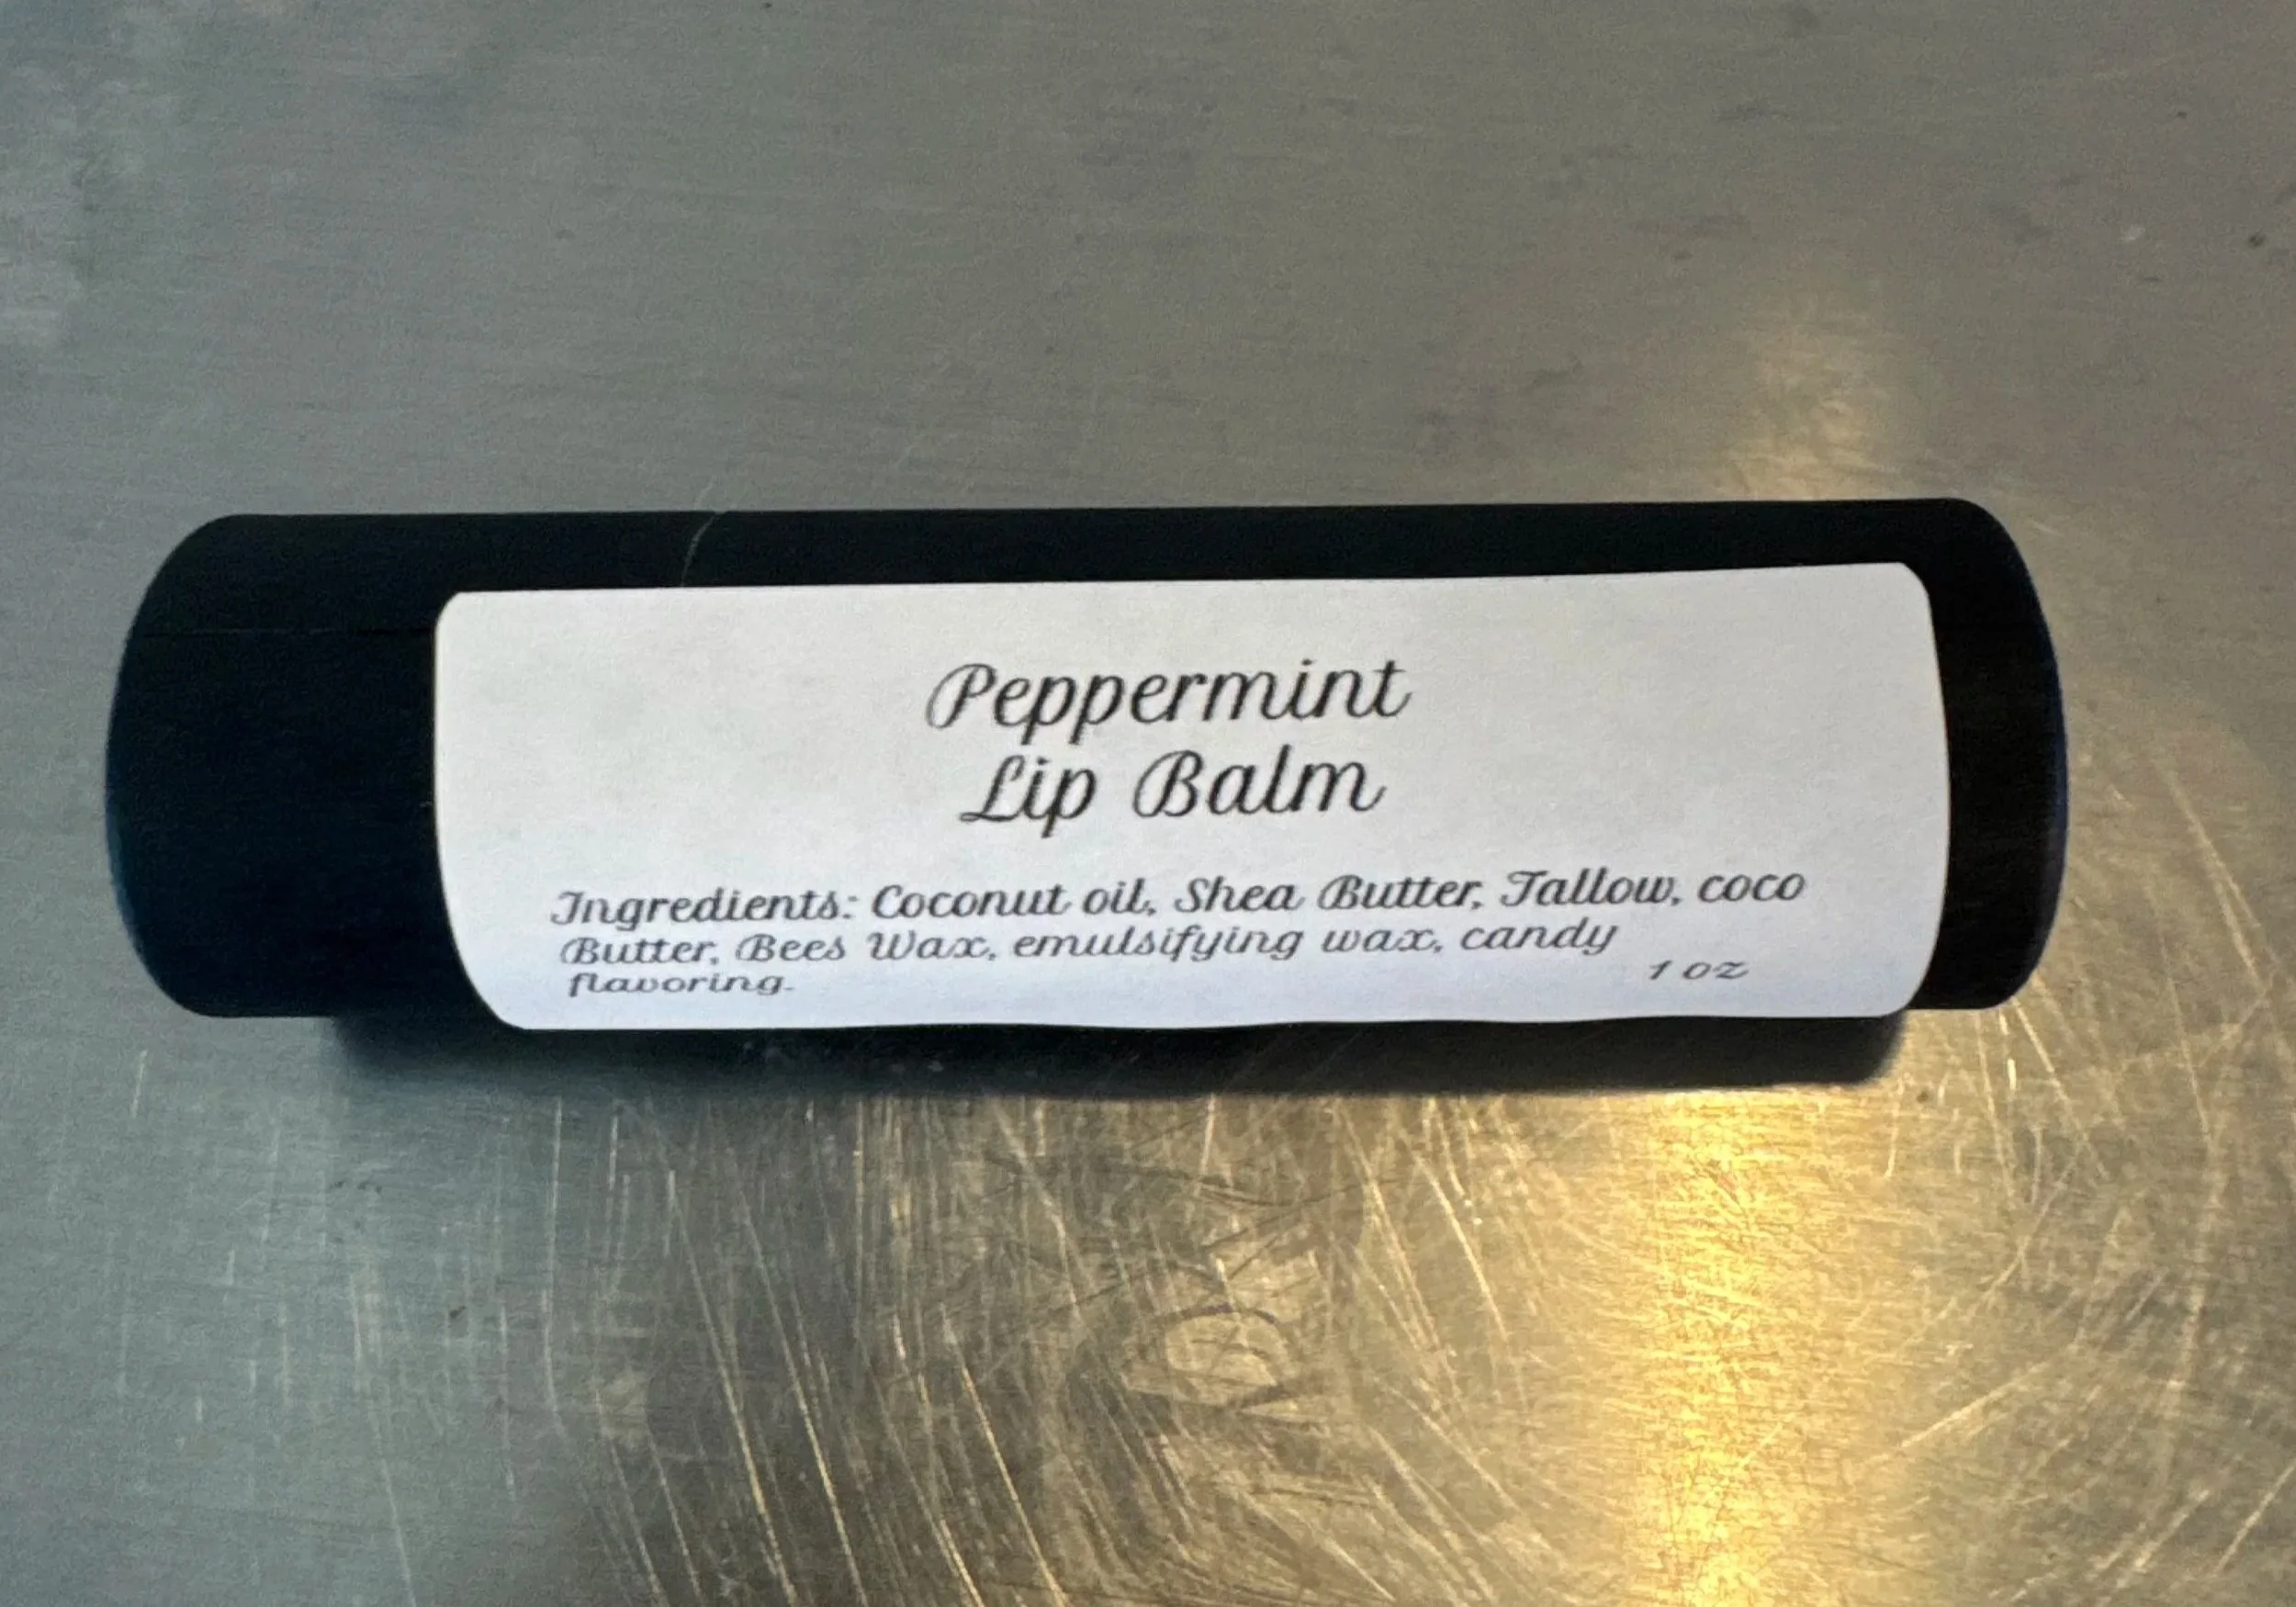 Peppermint
Lip Balm
Ingredients: Coconut oil, Shea Butter, Tallow, coco
Butter, Bees Wax, emulsifying wax, candy
flavoring.
1 oz